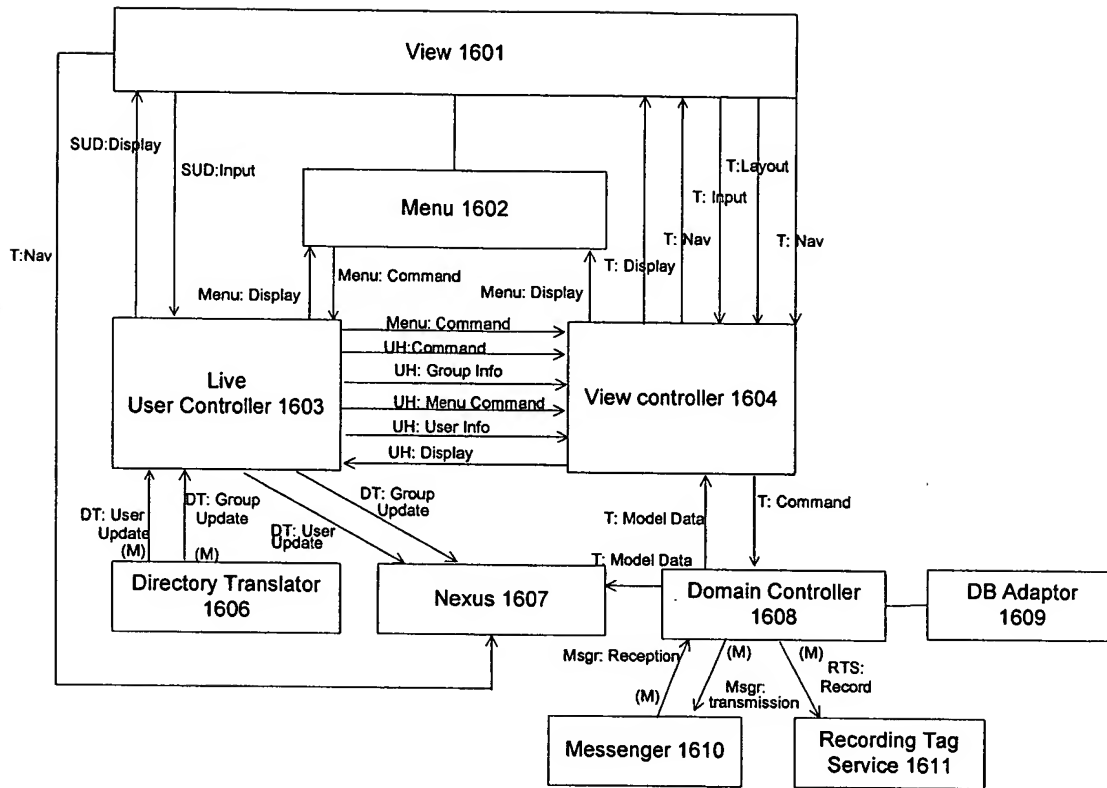 View 1601
SUD:Display
SUD:Input
T:Layout
T: Input
Menu 1602
T:Nav
T: Nav
T: Nav
T: Display
Menu: Command
Menu: Display
Menu: Display
Menu: Command
UH:Command
UH: Group Info
Live
User Controller 1603
View controller 1604
UH: Menu Command
UH: User Info
UH: Display
DT: Group
Update
DT: User
Update
(M)
DT: Group
Update
(M)
DT: User
Update
T: Command
T: Model Data
T: Model Data
Directory Translator
1606
Nexus 1607
Domain Controller
1608
DB Adaptor
1609
Msgr: Reception
(M)
(M)
RTS:
Record
(M)
Msgr:
transmission
Messenger 1610
Recording Tag
Service 1611